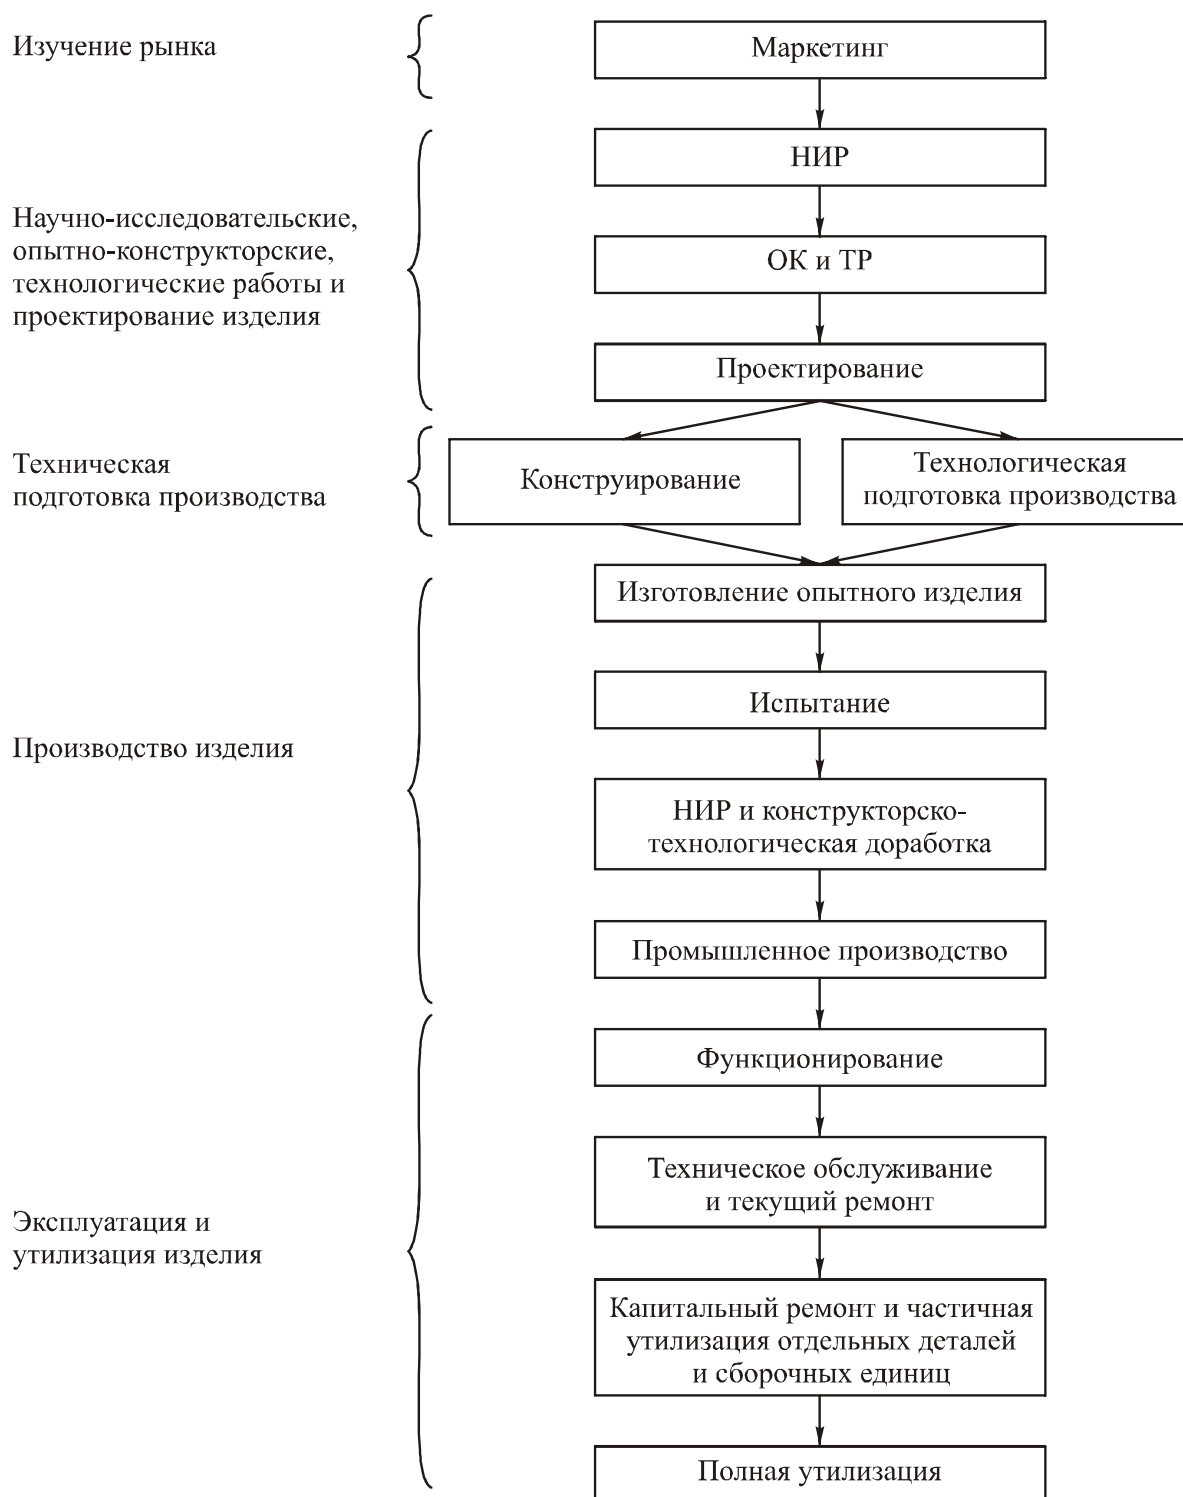 Изучение рынка
Маркетинг
НИР
Научно-исследовательские,
опытно-конструкторские,
технологические работы и
проектирование изделия
ОК и ТР
Проектирование
Техническая
подготовка производства
Конструирование
Технологическая
подготовка производства
Изготовление опытного изделия
Испытание
Производство изделия
НИР и конструкторско-
технологическая доработка
Промышленное производство
Функционирование
Техническое обслуживание
и текущий ремонт
Эксплуатация и
утилизация изделия
Капитальный ремонт и частичная
утилизация отдельных деталей
и сборочных единиц
Полная утилизация